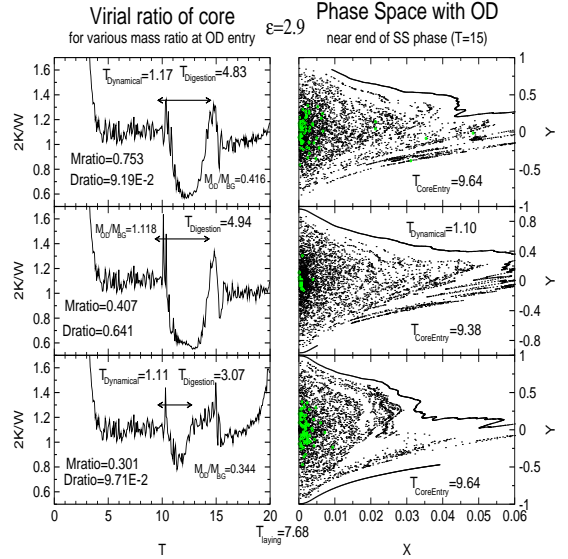 Virial ratio of core
for various mass ratio at OD entry
ε=2.9
Phase Space with OD
near end of SS phase (T=15)
1.6
1.4
1.2
1
0.8
0.6
2K/W
T_Dynamical=1.17
T_Digestion=4.83
Mratio=0.753
Dratio=9.19E-2
M_OD/M_BG=0.416
1
0.5
0
-0.5
-1
Y
T_CoreEntry=9.64
1.6
1.4
1.2
1
0.8
0.6
2K/W
M_OD/M_BG=1.118
T_Digestion=4.94
Mratio=0.407
Dratio=0.641
T_Dynamical=1.10
0.8
0.4
0
-0.4
-0.8
Y
T_CoreEntry=9.38
1.6
1.4
1.2
1
0.8
0.6
2K/W
T_Dynamical=1.11
T_Digestion=3.07
Mratio=0.301
Dratio=9.71E-2
M_OD/M_BG=0.344
1
0.5
0
-0.5
-1
Y
T_CoreEntry=9.64
0 5 10 15 20
T
T_laying=7.68
0 0.01 0.02 0.03 0.04 0.05 0.06
X